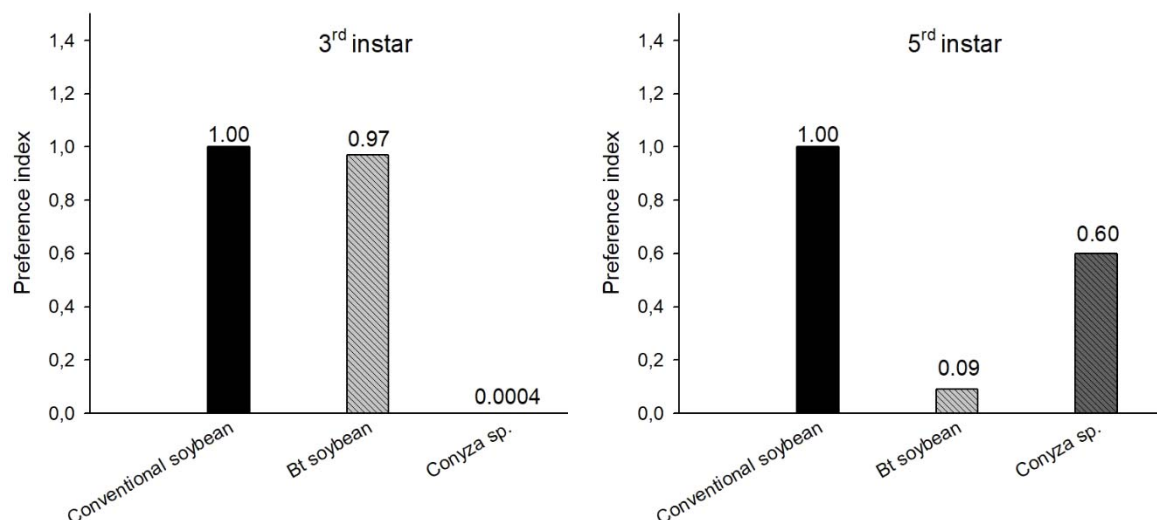 3rd instar
Preference index
1,4
1,2
1,0
0,8
0,6
0,4
0,2
0,0
1.00
0.97
0.0004
Conventional soybean
Bt soybean
Conyza sp.
5rd instar
Preference index
1,4
1,2
1,0
0,8
0,6
0,4
0,2
0,0
1.00
0.09
0.60
Conventional soybean
Bt soybean
Conyza sp.